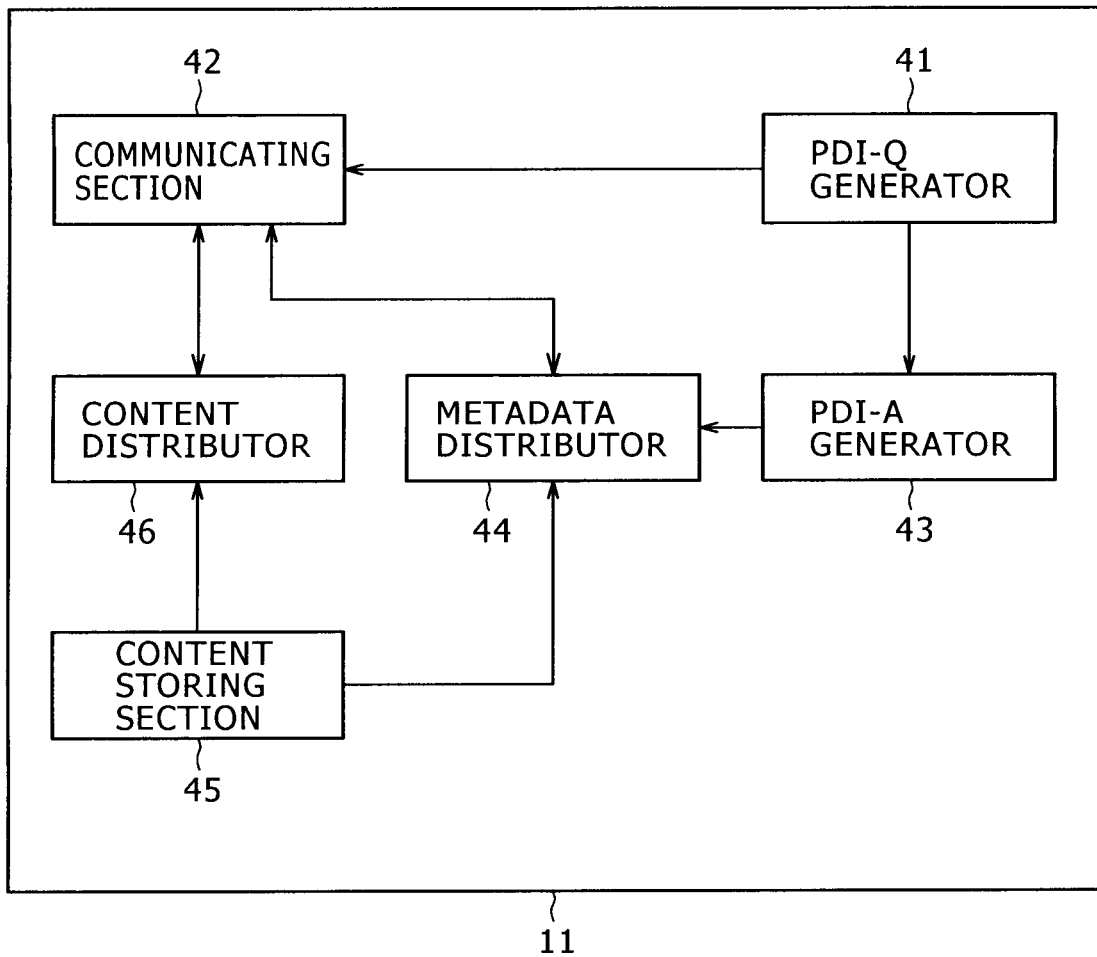 42
41
COMMUNICATING
SECTION
PDI-Q
GENERATOR
CONTENT
DISTRIBUTOR
METADATA
DISTRIBUTOR
PDI-A
GENERATOR
46
44
43
CONTENT
STORING
SECTION
45
11